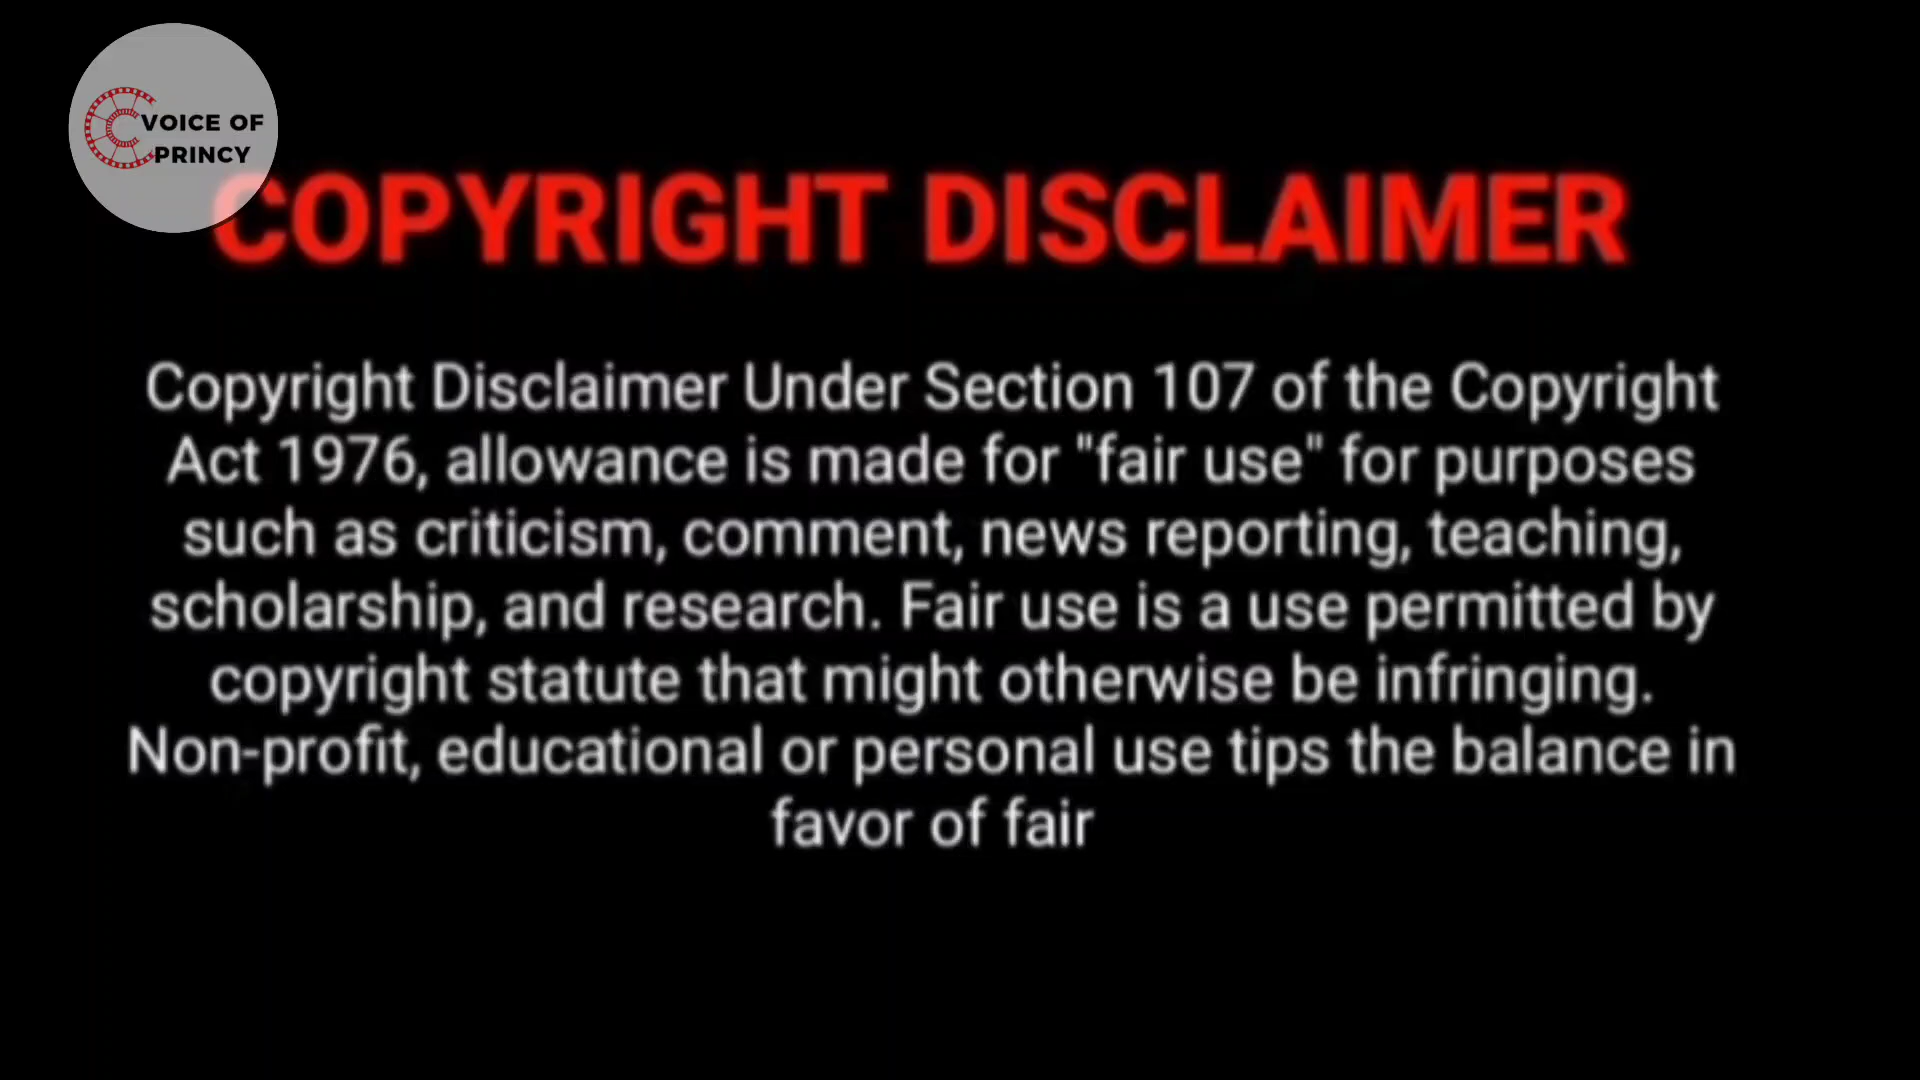 VOICE OF
PRINCY
COPYRIGHT DISCLAIMER
Copyright Disclaimer Under Section 107 of the Copyright
Act 1976, allowance is made for "fair use" for purposes
such as criticism, comment, news reporting, teaching,
scholarship, and research. Fair use is a use permitted by
copyright statute that might otherwise be infringing.
Non-profit, educational or personal use tips the balance in
favor of fair